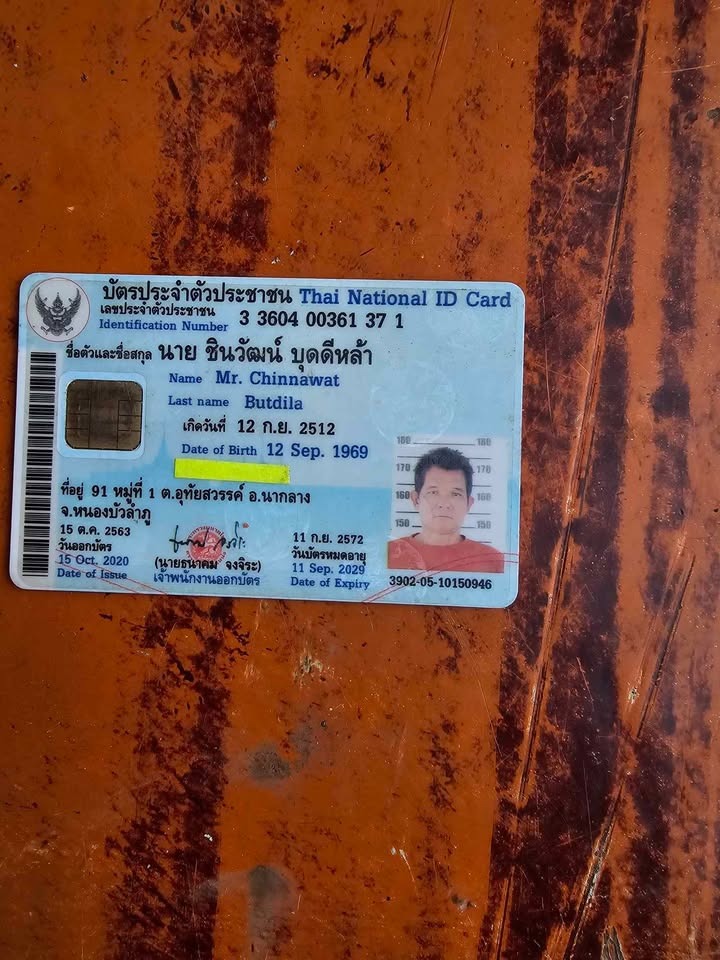 บัตรประจำตัวประชาชน Thai National ID Card
เลขประจำตัวประชาชน
Identification Number 3 3604 00361 37 1
ชื่อตัวและชื่อสกุล นาย ชินวัฒน์ บุดดีหล้า
Name Mr. Chinnawat
Last name Butdila
เกิดวันที่ 12 ก.ย. 2512
Date of Birth 12 Sep. 1969
ที่อยู่ 91 หมู่ที่ 1 ต.อุทัยสวรรค์ อ.นากลาง
จ.หนองบัวลำภู
15 ต.ค. 2563
วันออกบัตร
15 Oct. 2020
Date of Issue
(นายธนาคม จงจิระ)
เจ้าพนักงานออกบัตร
11 ก.ย. 2572
วันบัตรหมดอายุ
11 Sep. 2029
Date of Expiry
180 180
170 170
160 160
150 150
3902-05-10150946